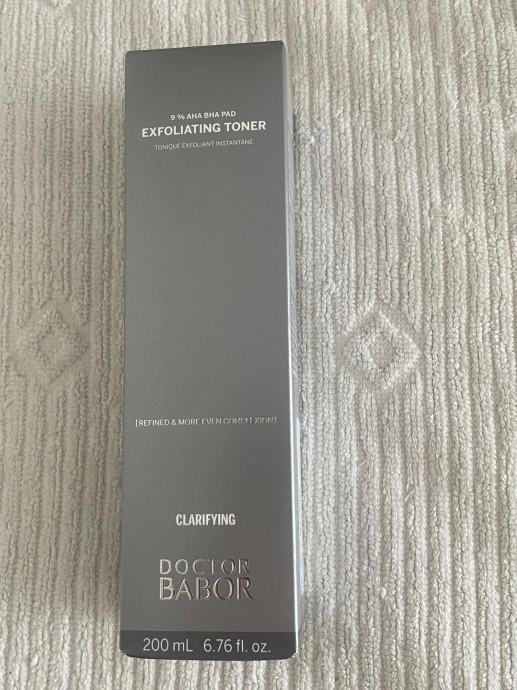 9 % AHA BHA PAD
EXFOLIATING TONER
TONIQUE EXFOLIANT INSTANTANÉ
[ REFINED & MORE EVEN COMPLEXION ]
CLARIFYING
DOCTOR
BABOR
200 mL 6.76 fl. oz.